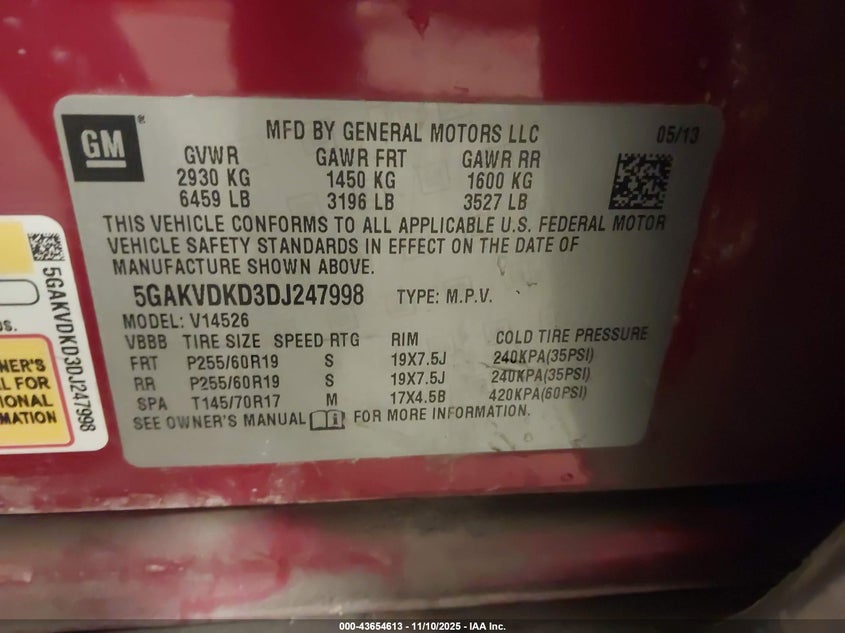 GM®
MFD BY GENERAL MOTORS LLC 05/13
GVWR GAWR FRT GAWR RR
2930 KG 1450 KG 1600 KG
6459 LB 3196 LB 3527 LB
THIS VEHICLE CONFORMS TO ALL APPLICABLE U.S. FEDERAL MOTOR
VEHICLE SAFETY STANDARDS IN EFFECT ON THE DATE OF
MANUFACTURE SHOWN ABOVE.
5GAKVDKD3DJ247998 TYPE: M.P.V.
MODEL: V14526
VBBB TIRE SIZE SPEED RTG RIM COLD TIRE PRESSURE
FRT P255/60R19 S 19X7.5J 240KPA(35PSI)
RR P255/60R19 S 19X7.5J 240KPA(35PSI)
SPA T145/70R17 M 17X4.5B 420KPA(60PSI)
SEE OWNER'S MANUAL FOR MORE INFORMATION.
5GAKVDKD3DJ247998
NER'S
L FOR
IONAL
MATION
000-43654613 - 11/10/2025 - IAA Inc.